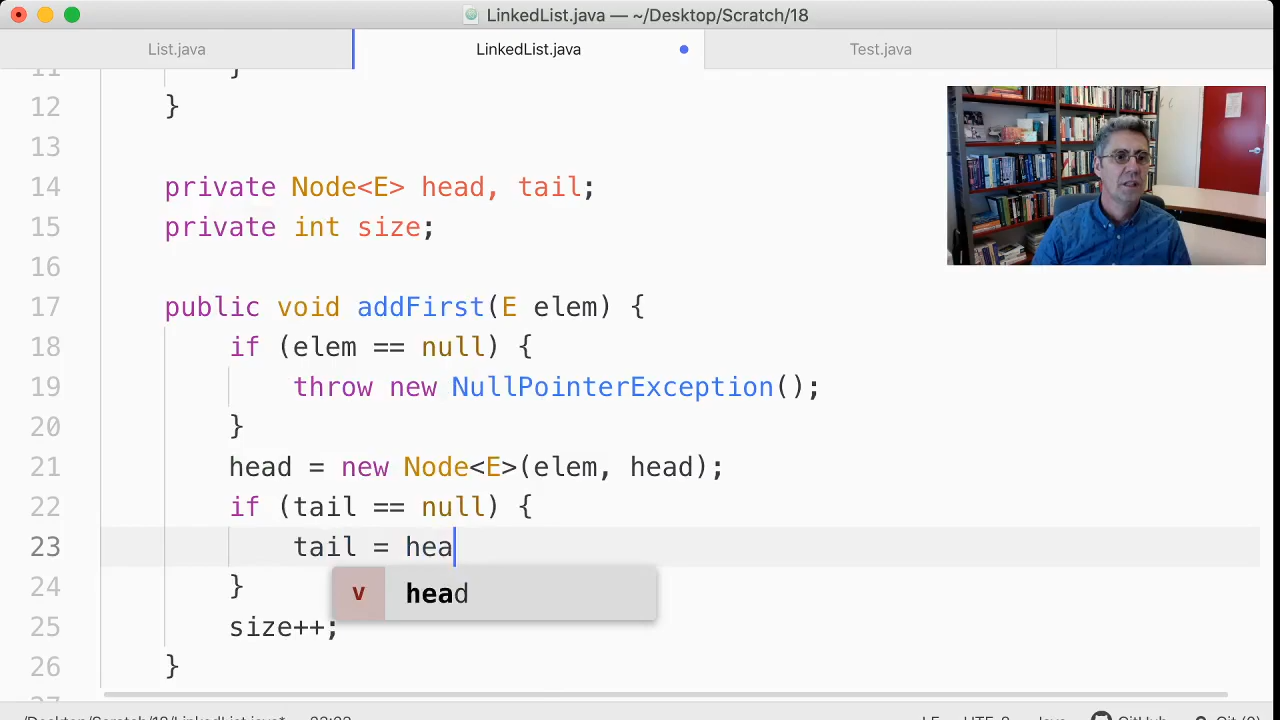 LinkedList.java — ~/Desktop/Scratch/18
List.java
LinkedList.java
Test.java
11 }
12 }
13
14 private Node<E> head, tail;
15 private int size;
16
17 public void addFirst(E elem) {
18 if (elem == null) {
19 throw new NullPointerException();
20 }
21 head = new Node<E>(elem, head);
22 if (tail == null) {
23 tail = hea
v head
24 }
25 size++;
26 }
27